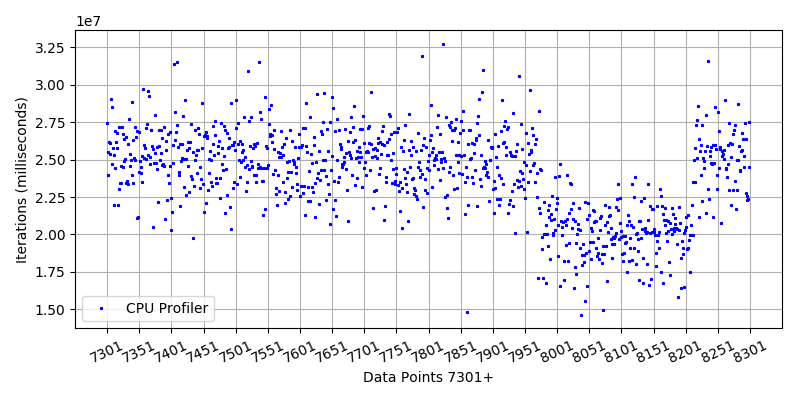 1e7
3.25
3.00
2.75
2.50
2.25
2.00
1.75
1.50
Iterations (milliseconds)
CPU Profiler
7301 7351 7401 7451 7501 7551 7601 7651 7701 7751 7801 7851 7901 7951 8001 8051 8101 8151 8201 8251 8301
Data Points 7301+